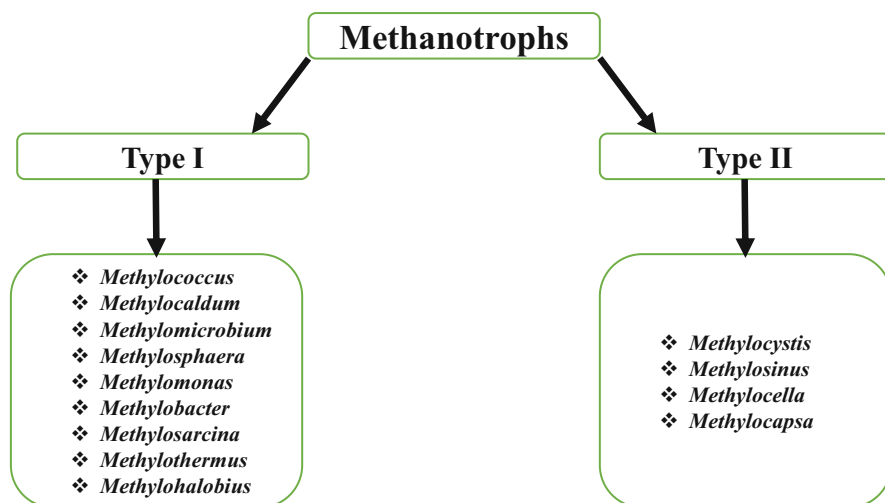 Methanotrophs
Type I
Type II
❖ Methylococcus
❖ Methylocaldum
❖ Methylomicrobium
❖ Methylosphaera
❖ Methylomonas
❖ Methylobacter
❖ Methylosarcina
❖ Methylothermus
❖ Methylohalobius
❖ Methylocystis
❖ Methylosinus
❖ Methylocella
❖ Methylocapsa